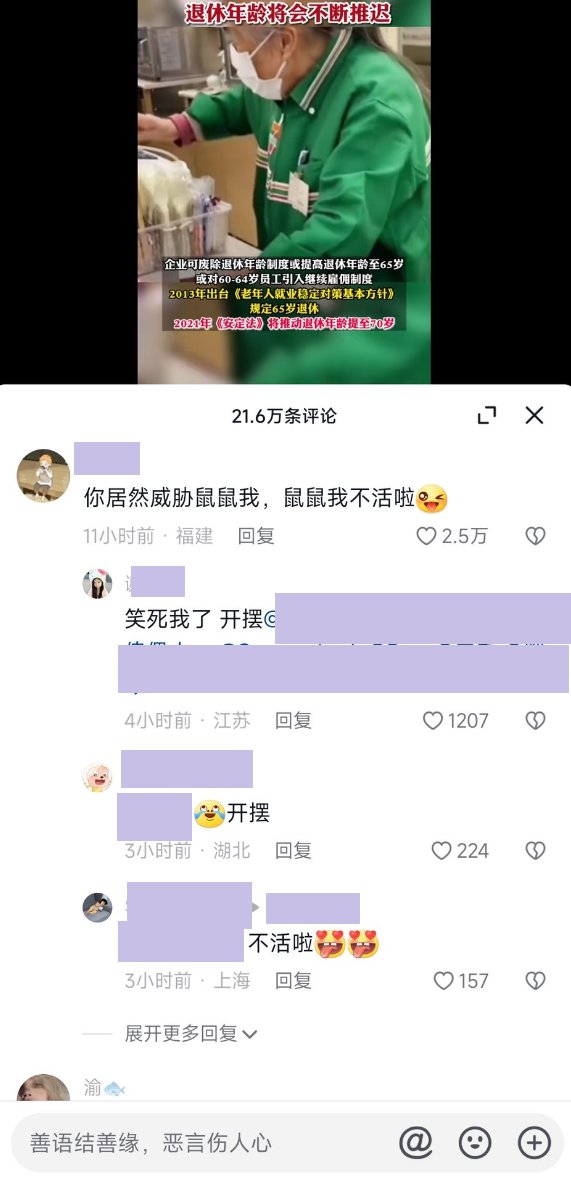 退休年龄将会不断推迟
企业可废除退休年龄制度或提高退休年龄至65岁
或对60-64岁员工引入继续雇佣制度
2013年出台《老年人就业稳定对策基本方针》
规定65岁退休
2021年《安定法》将推动退休年龄提至70岁
21.6万条评论
你居然威胁鼠鼠我，鼠鼠我不活啦
11小时前 · 福建 回复 2.5万
笑死我了 开摆@
4小时前 · 江苏 回复 1207
开摆
3小时前 · 湖北 回复 224
不活啦
3小时前 · 上海 回复 157
展开更多回复
渝
善语结善缘，恶言伤人心